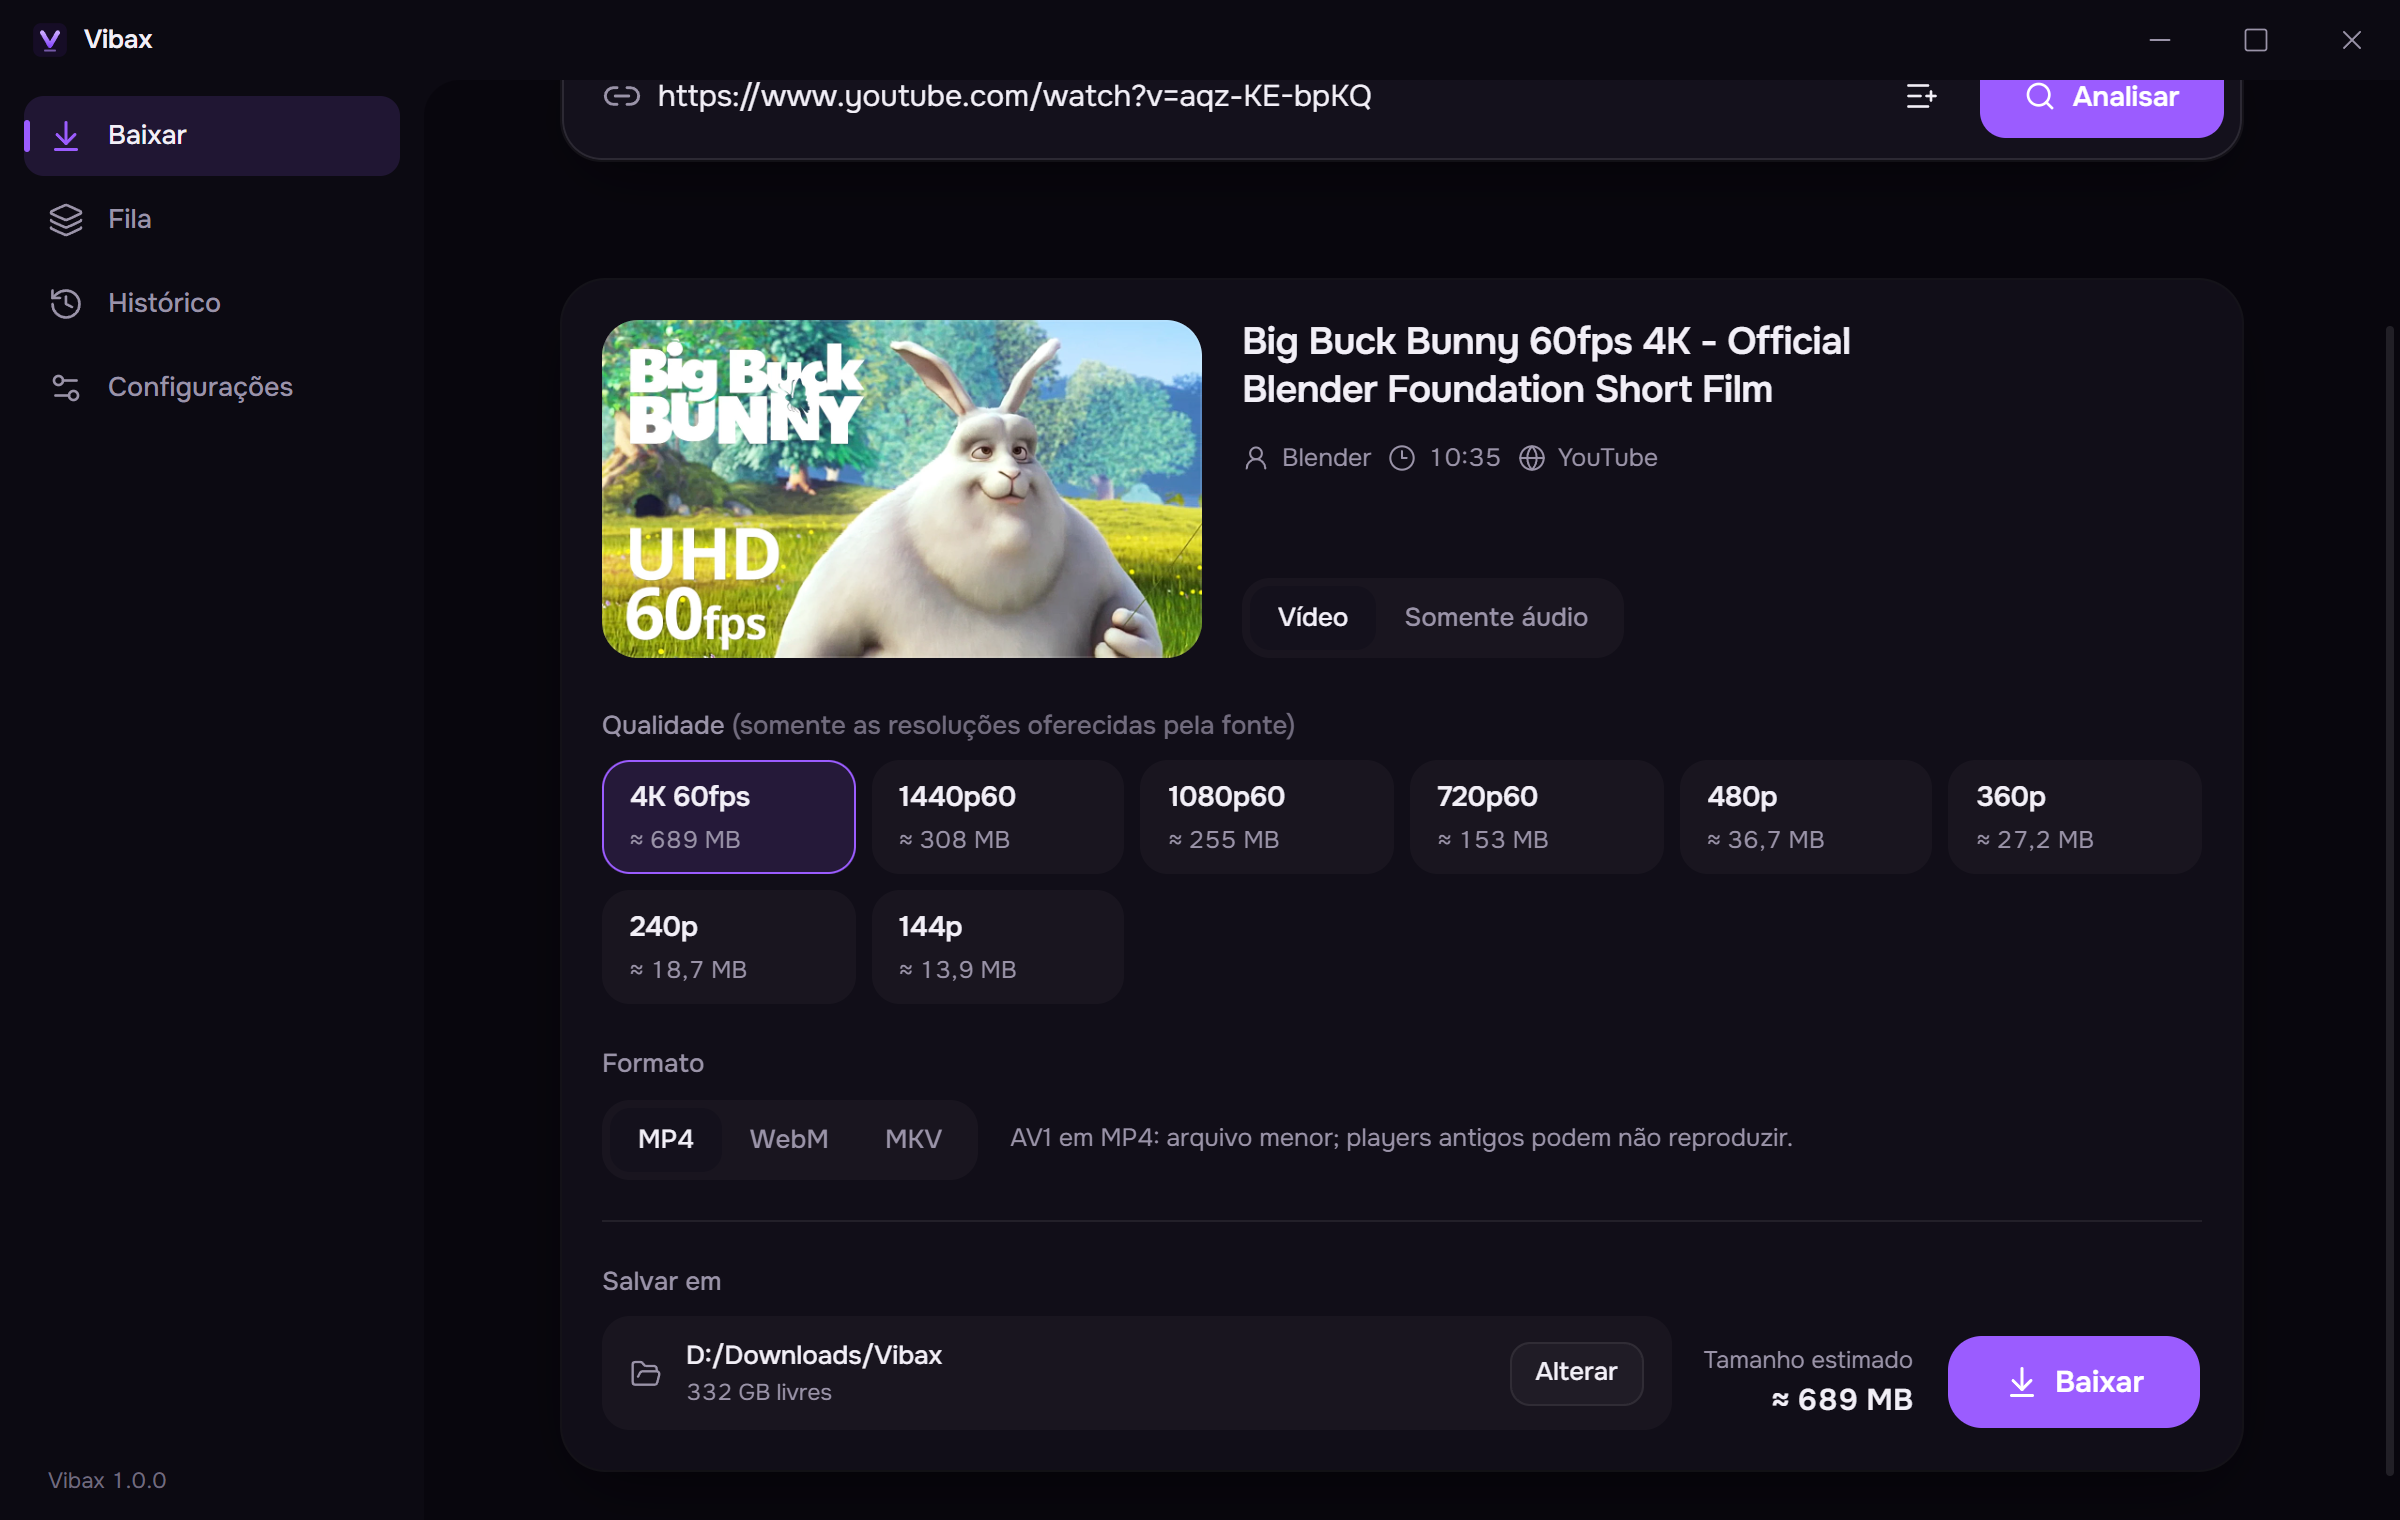 Vibax
Baixar
Fila
Histórico
Configurações
Vibax 1.0.0
https://www.youtube.com/watch?v=aqz-KE-bpKQ
Analisar
Big Buck
BUNNY
UHD
60fps
Big Buck Bunny 60fps 4K - Official
Blender Foundation Short Film
Blender 10:35 YouTube
Vídeo Somente áudio
Qualidade (somente as resoluções oferecidas pela fonte)
4K 60fps
≈ 689 MB
1440p60
≈ 308 MB
1080p60
≈ 255 MB
720p60
≈ 153 MB
480p
≈ 36,7 MB
360p
≈ 27,2 MB
240p
≈ 18,7 MB
144p
≈ 13,9 MB
Formato
MP4 WebM MKV AV1 em MP4: arquivo menor; players antigos podem não reproduzir.
Salvar em
D:/Downloads/Vibax
332 GB livres
Alterar
Tamanho estimado
≈ 689 MB
Baixar